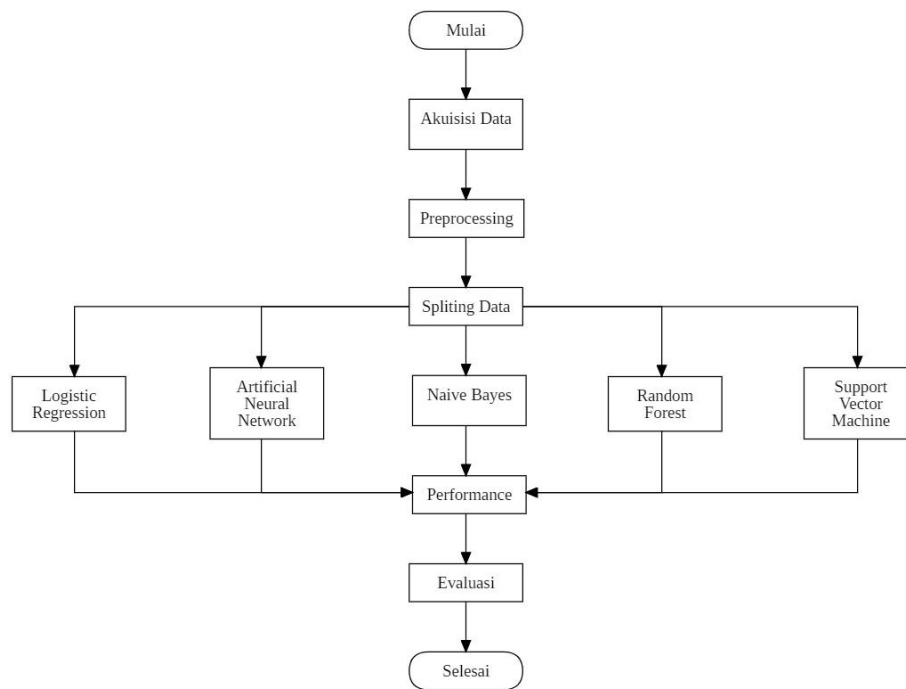 Mulai
Akuisisi Data
Preprocessing
Spliting Data
Logistic
Regression
Artificial
Neural
Network
Naive Bayes
Random
Forest
Support
Vector
Machine
Performance
Evaluasi
Selesai